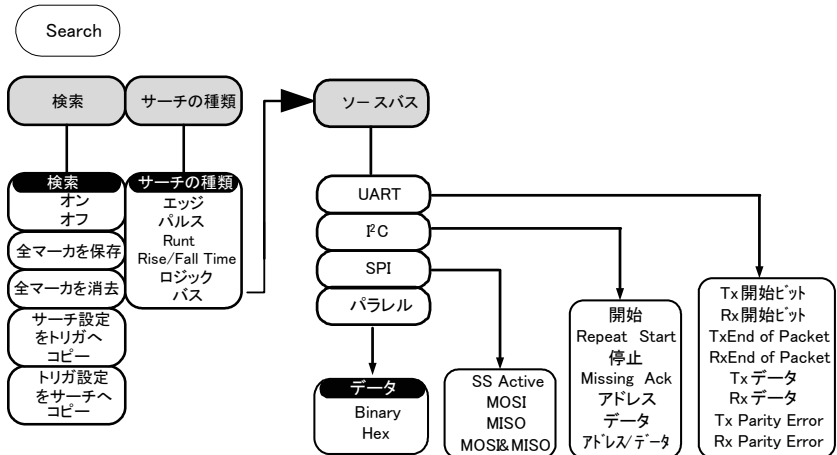 Search
検索
サーチの種類
ソースバス
検索
オン
オフ
全マーカを保存
全マーカを消去
サーチ設定
をトリガへ
コピー
トリガ設定
をサーチへ
コピー
サーチの種類
エッジ
パルス
Runt
Rise/Fall Time
ロジック
バス
UART
I²C
SPI
パラレル
データ
Binary
Hex
SS Active
MOSI
MISO
MOSI&MISO
開始
Repeat Start
停止
Missing Ack
アドレス
データ
アドレス/データ
Tx開始ビット
Rx開始ビット
TxEnd of Packet
RxEnd of Packet
Txデータ
Rxデータ
Tx Parity Error
Rx Parity Error